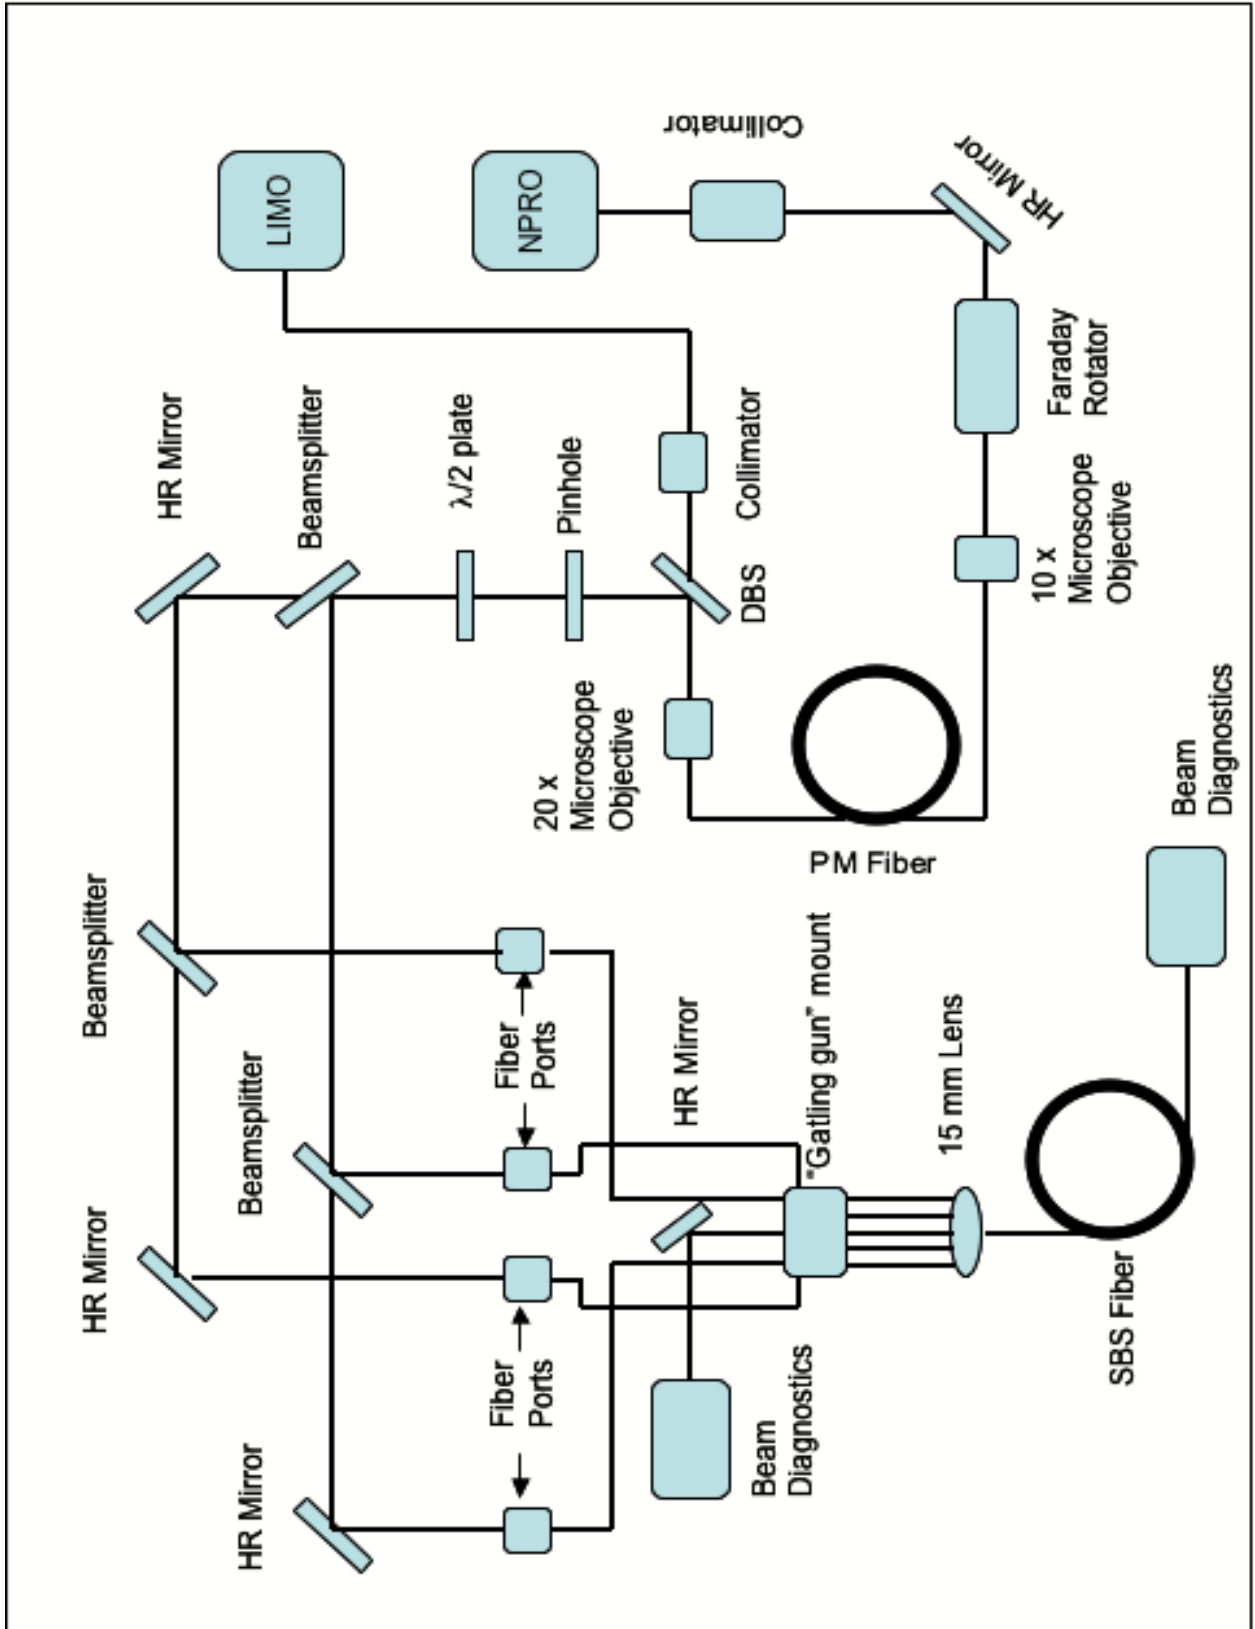 HR Mirror
HR Mirror
Beamsplitter
HR Mirror
LIMO
HR Mirror
Beamsplitter
Beamsplitter
λ/2 plate
Fiber
Ports
Fiber
Ports
20 x
Microscope
Objective
Pinhole
NPRO
Beam
Diagnostics
HR Mirror
DBS
Collimator
Collimator
"Gatling gun" mount
PM Fiber
15 mm Lens
10 x
Microscope
Objective
Faraday
Rotator
HR Mirror
SBS Fiber
Beam
Diagnostics